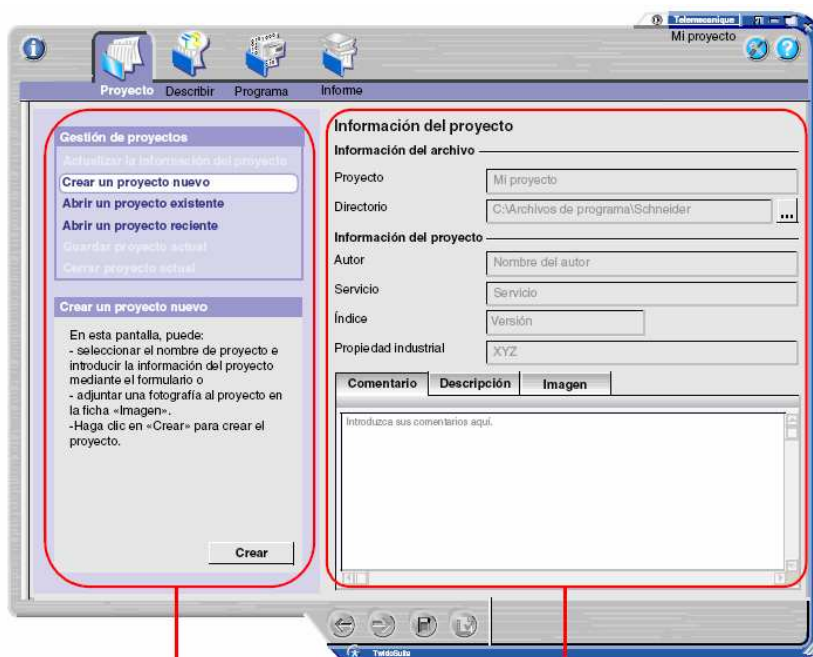 Telemecanique
Mi proyecto
Proyecto
Describir
Programa
Informe
Gestión de proyectos
Actualizar la información del proyecto
Crear un proyecto nuevo
Abrir un proyecto existente
Abrir un proyecto reciente
Guardar proyecto actual
Cerrar proyecto actual
Crear un proyecto nuevo
En esta pantalla, puede:
- seleccionar el nombre de proyecto e
introducir la información del proyecto
mediante el formulario o
- adjuntar una fotografía al proyecto en
la ficha «Imagen».
-Haga clic en «Crear» para crear el
proyecto.
Crear
Información del proyecto
Información del archivo
Proyecto
Mi proyecto
Directorio
C:\Archivos de programa\Schneider
...
Información del proyecto
Autor
Nombre del autor
Servicio
Servicio
Índice
Versión
Propiedad industrial
XYZ
Comentario
Descripción
Imagen
Introduzca sus comentarios aquí.
TwidoSuite